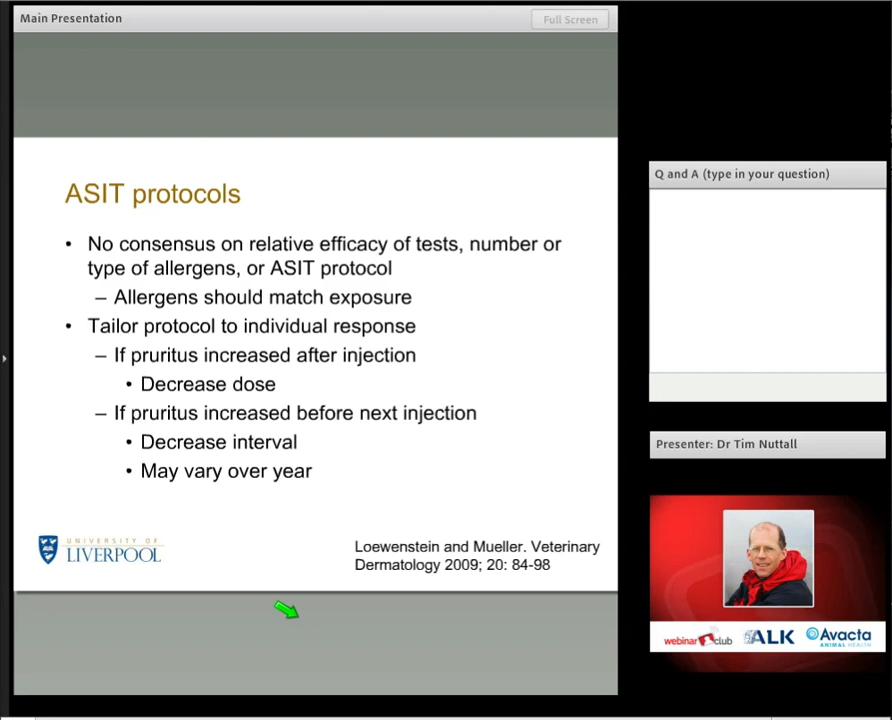 Main Presentation
Full Screen
ASIT protocols
• No consensus on relative efficacy of tests, number or
type of allergens, or ASIT protocol
– Allergens should match exposure
• Tailor protocol to individual response
– If pruritus increased after injection
• Decrease dose
– If pruritus increased before next injection
• Decrease interval
• May vary over year
UNIVERSITY OF
LIVERPOOL
Loewenstein and Mueller. Veterinary
Dermatology 2009; 20: 84-98
Q and A (type in your question)
Presenter: Dr Tim Nuttall
webinar club
ALK
Avacta
ANIMAL HEALTH